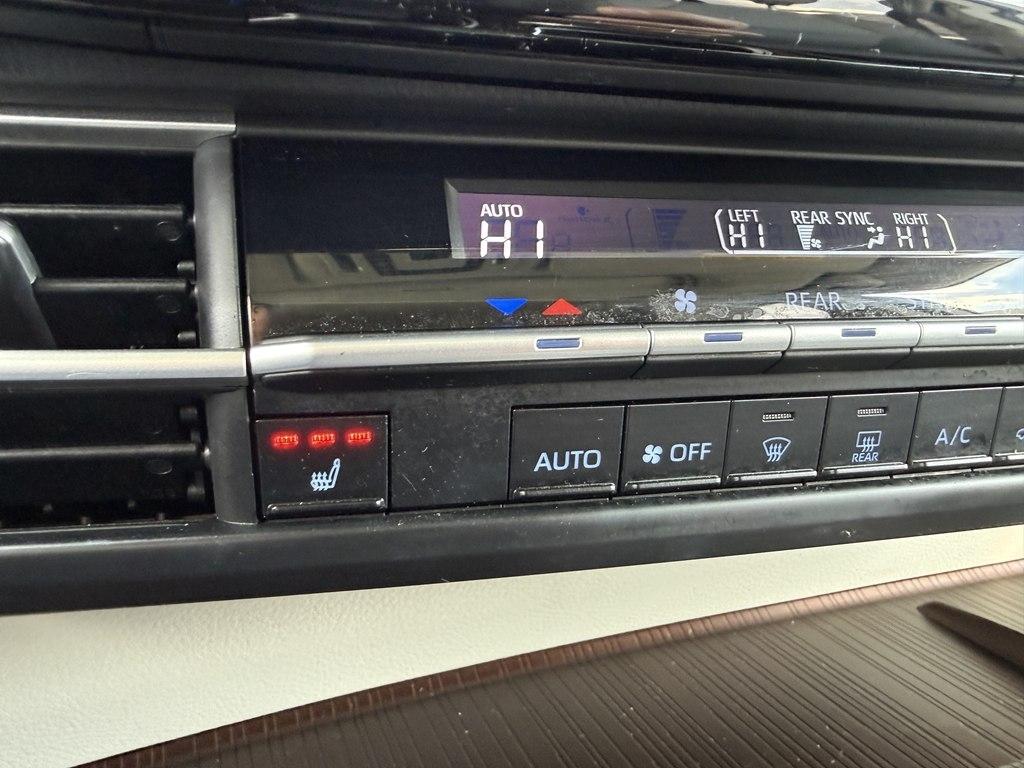 AUTO
HI
LEFT REAR SYNC RIGHT
HI HI
REAR
AUTO OFF
REAR
A/C